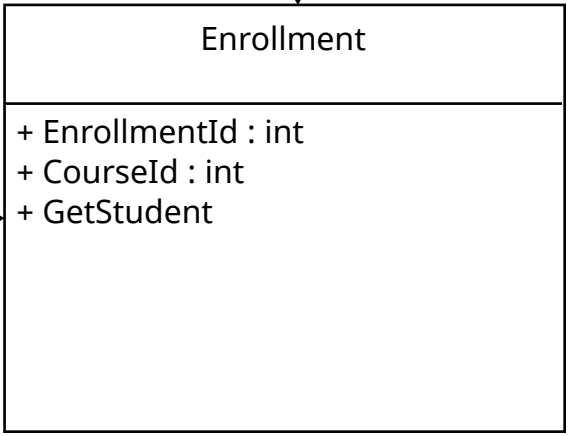 Enrollment
+ EnrollmentId : int
+ CourseId : int
+ GetStudent